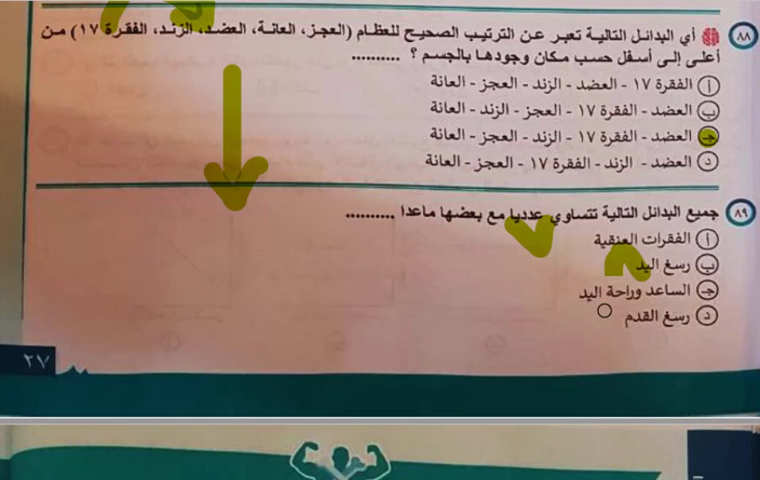 ٨٨ أي البدائل التالية تعبر عن الترتيب الصحيح للعظام (العجز، العانة، العضد، الزند، الفقرة ١٧) من
أعلى إلى أسفل حسب مكان وجودها بالجسم ؟ ..........
أ الفقرة ١٧ - العضد - الزند - العجز - العانة
ب العضد - الفقرة ١٧ - العجز - الزند - العانة
جـ العضد - الفقرة ١٧ - الزند - العجز - العانة
د العضد - الزند - الفقرة ١٧ - العجز - العانة
٨٩ جميع البدائل التالية تتساوي عدديا مع بعضها ماعدا ..........
أ الفقرات العنقية
ب رسغ اليد
جـ الساعد وراحة اليد
د رسغ القدم
٢٧